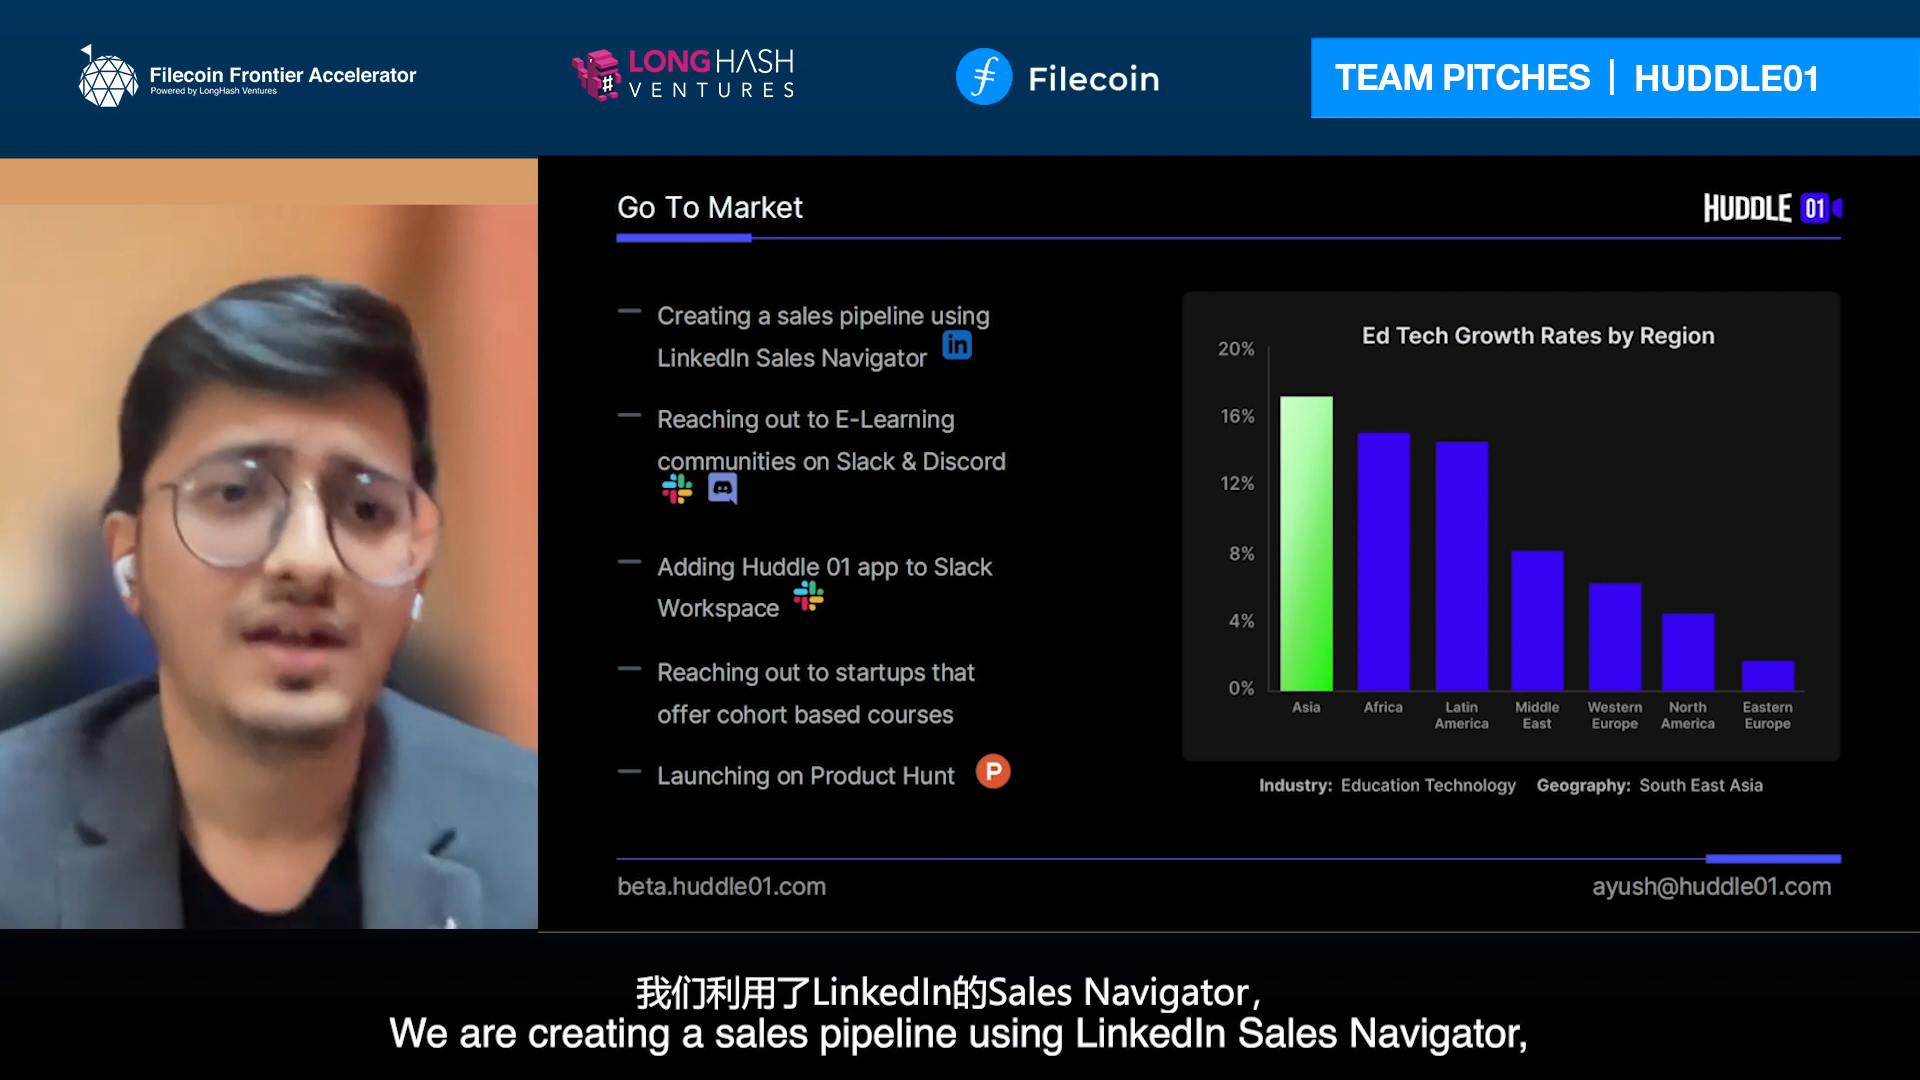 Filecoin Frontier Accelerator
Powered by LongHash Ventures
LONGHASH
VENTURES
Filecoin
TEAM PITCHES | HUDDLE01
Go To Market
HUDDLE 01
Creating a sales pipeline using
LinkedIn Sales Navigator
Reaching out to E-Learning
communities on Slack & Discord
Adding Huddle 01 app to Slack
Workspace
Reaching out to startups that
offer cohort based courses
Launching on Product Hunt
Ed Tech Growth Rates by Region
20%
16%
12%
8%
4%
0%
Asia
Africa
Latin
America
Middle
East
Western
Europe
North
America
Eastern
Europe
Industry: Education Technology Geography: South East Asia
beta.huddle01.com
ayush@huddle01.com
我们利用了LinkedIn的Sales Navigator，
We are creating a sales pipeline using LinkedIn Sales Navigator,